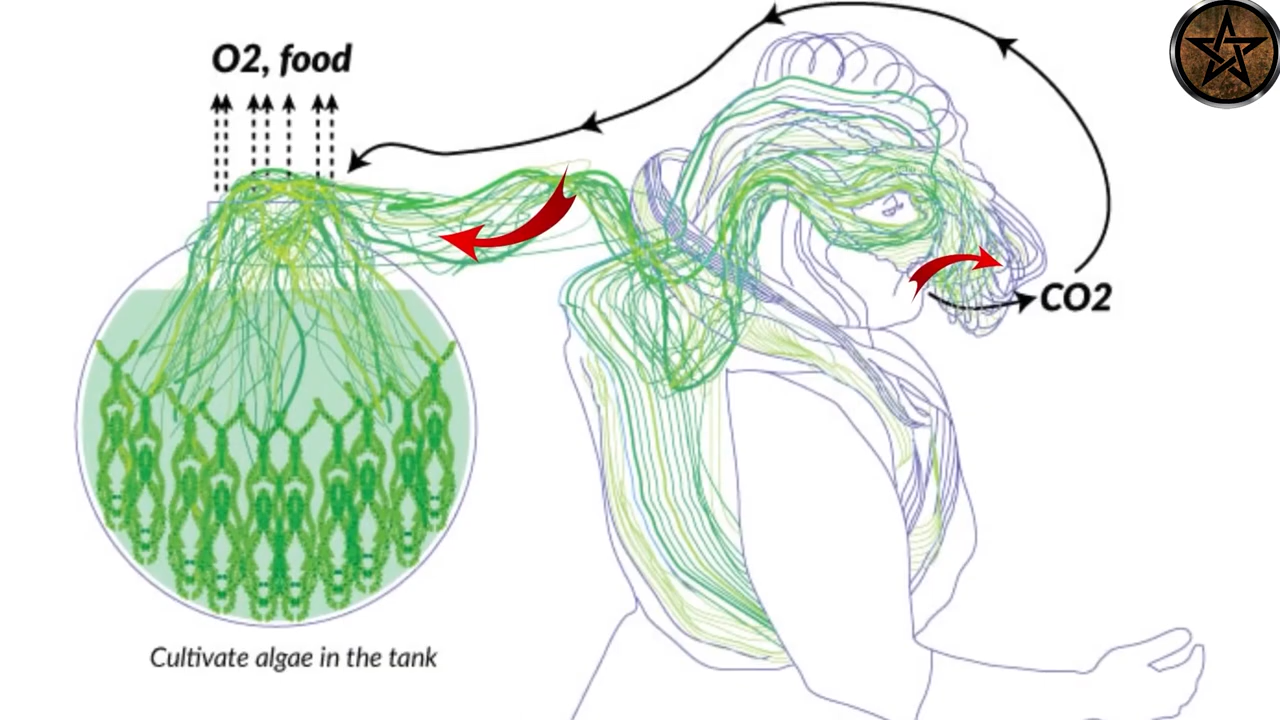 O2, food
CO2
Cultivate algae in the tank